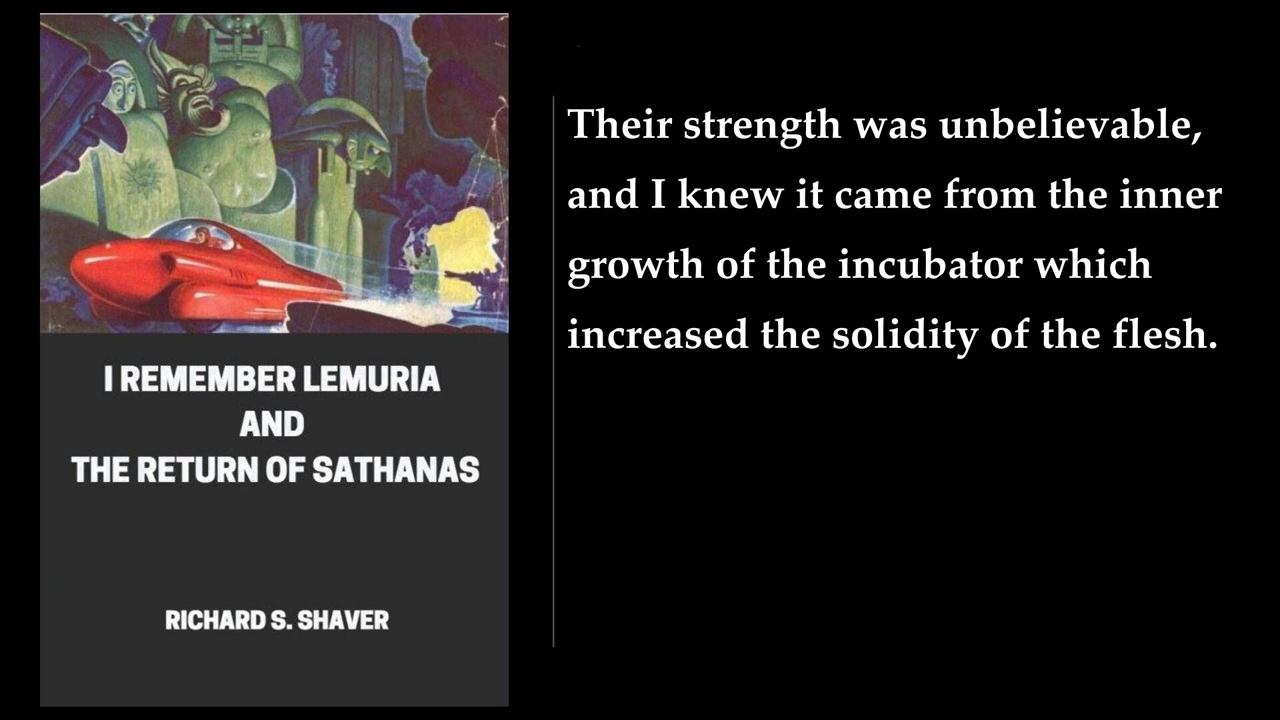 I REMEMBER LEMURIA
AND
THE RETURN OF SATHANAS
RICHARD S. SHAVER
Their strength was unbelievable,
and I knew it came from the inner
growth of the incubator which
increased the solidity of the flesh.